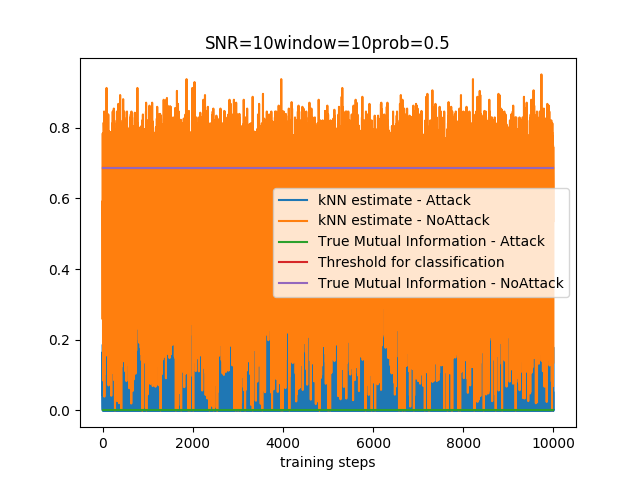 SNR=10window=10prob=0.5
0.8
0.6
0.4
0.2
0.0
kNN estimate - Attack
kNN estimate - NoAttack
True Mutual Information - Attack
Threshold for classification
True Mutual Information - NoAttack
0 2000 4000 6000 8000 10000
training steps